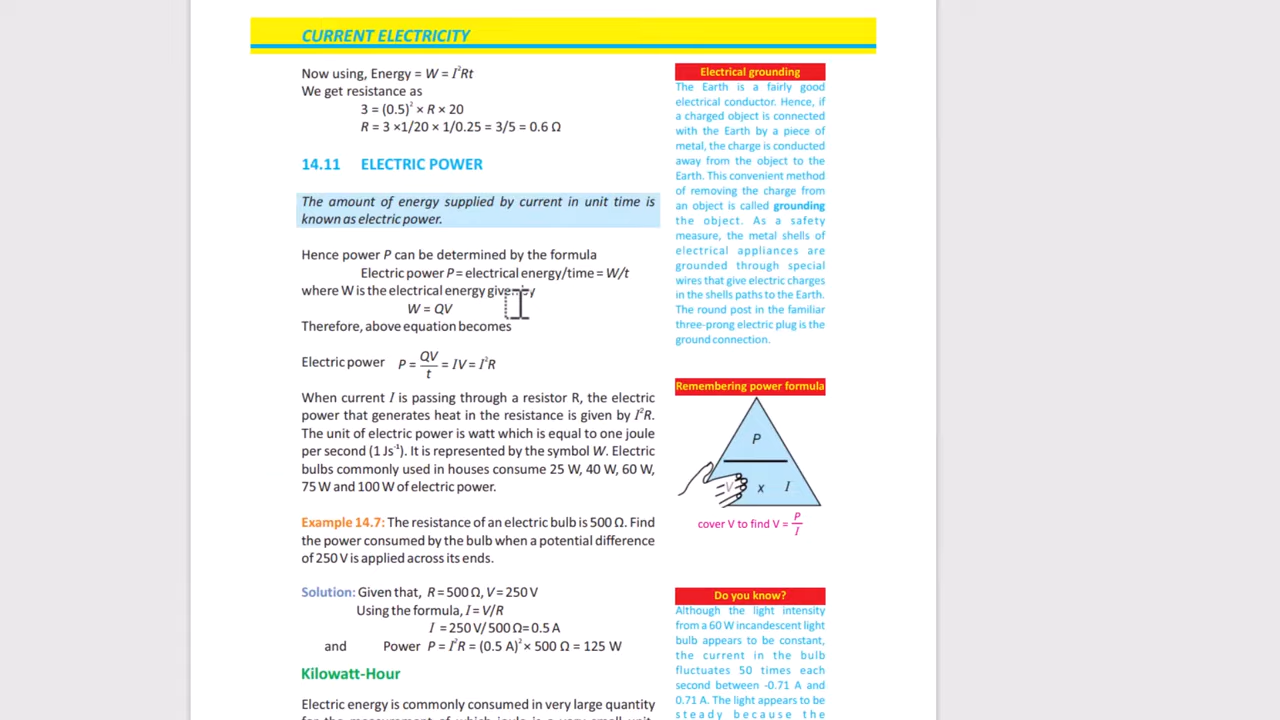 CURRENT ELECTRICITY
Now using, Energy = W = I²Rt
We get resistance as
3 = (0.5)² × R × 20
R = 3 ×1/20 × 1/0.25 = 3/5 = 0.6 Ω
14.11 ELECTRIC POWER
The amount of energy supplied by current in unit time is
known as electric power.
Hence power P can be determined by the formula
Electric power P = electrical energy/time = W/t
where W is the electrical energy given by
W = QV
Therefore, above equation becomes
Electric power P = QV/t = IV = I²R
When current I is passing through a resistor R, the electric
power that generates heat in the resistance is given by I²R.
The unit of electric power is watt which is equal to one joule
per second (1 Js⁻¹). It is represented by the symbol W. Electric
bulbs commonly used in houses consume 25 W, 40 W, 60 W,
75 W and 100 W of electric power.
Example 14.7: The resistance of an electric bulb is 500 Ω. Find
the power consumed by the bulb when a potential difference
of 250 V is applied across its ends.
Solution: Given that, R = 500 Ω, V = 250 V
Using the formula, I = V/R
I = 250 V/ 500 Ω= 0.5 A
and Power P = I²R = (0.5 A)² × 500 Ω = 125 W
Kilowatt-Hour
Electric energy is commonly consumed in very large quantity
for the measurement of which joule is a very small unit.
Electrical grounding
The Earth is a fairly good
electrical conductor. Hence, if
a charged object is connected
with the Earth by a piece of
metal, the charge is conducted
away from the object to the
Earth. This convenient method
of removing the charge from
an object is called grounding
the object. As a safety
measure, the metal shells of
electrical appliances are
grounded through special
wires that give electric charges
in the shells paths to the Earth.
The round post in the familiar
three-prong electric plug is the
ground connection.
Remembering power formula
P
V x I
cover V to find V = P/I
Do you know?
Although the light intensity
from a 60 W incandescent light
bulb appears to be constant,
the current in the bulb
fluctuates 50 times each
second between -0.71 A and
0.71 A. The light appears to be
steady because the